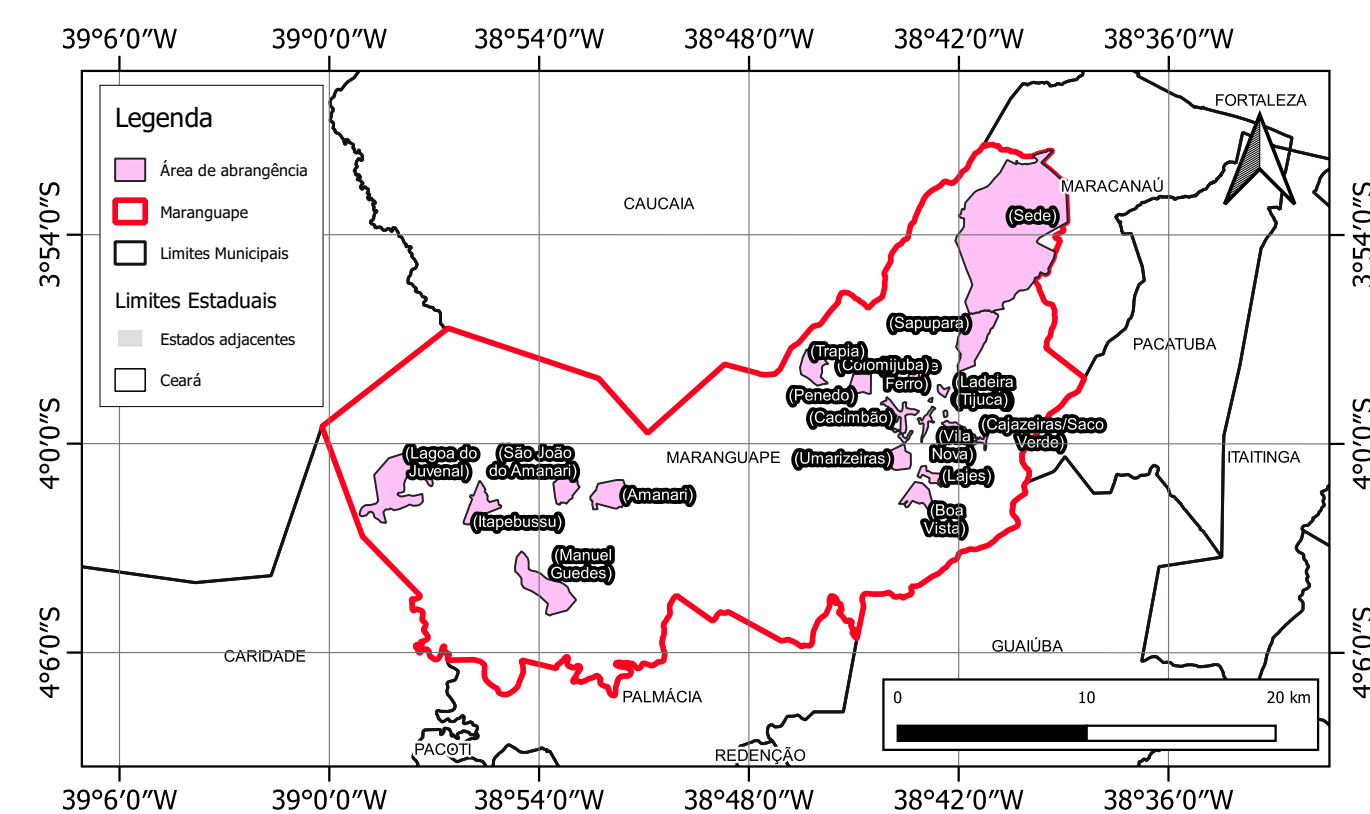 39°6′0″W 39°0′0″W 38°54′0″W 38°48′0″W 38°42′0″W 38°36′0″W
Legenda
Área de abrangência
Maranguape
Limites Municipais
Limites Estaduais
Estados adjacentes
Ceará
FORTALEZA
MARACANAÚ
CAUCAIA
(Sede)
3°54′0″S
3°54′0″S
(Sapupara)
PACATUBA
(Trapia)
(Colomijuba)
Ferro)
(Penedo)
(Ladeira
Tijuca)
(Cacimbão)
(Cajazeiras/Saco
Verde)
(Vila
Nova)
4°0′0″S
4°0′0″S
(Lagoa do
Juvenal)
(São João
do Amanari)
MARANGUAPE
(Umarizeiras)
ITAITINGA
(Lajes)
(Amanari)
(Itapebussu)
(Boa
Vista)
(Manuel
Guedes)
4°6′0″S
4°6′0″S
CARIDADE
GUAIÚBA
PALMÁCIA
PACOTI
REDENÇÃO
0 10 20 km
39°6′0″W 39°0′0″W 38°54′0″W 38°48′0″W 38°42′0″W 38°36′0″W